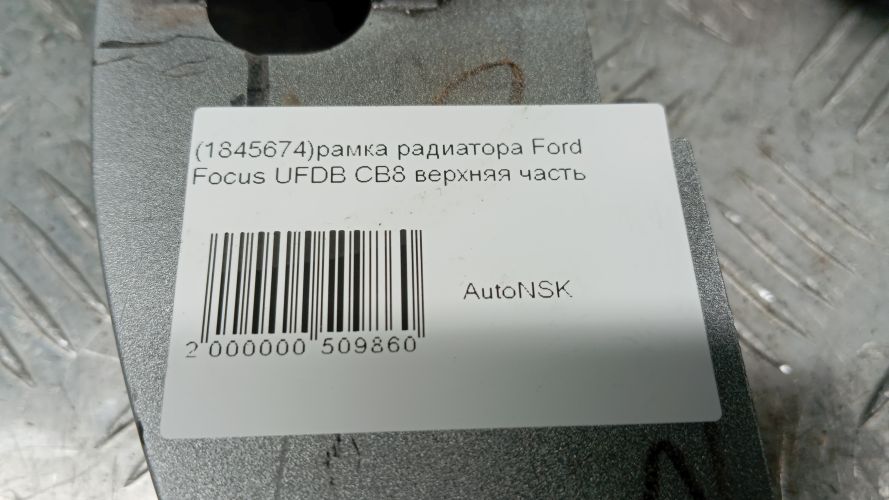 (1845674)рамка радиатора Ford
Focus UFDB CB8 верхняя часть
AutoNSK
2 000000 509860